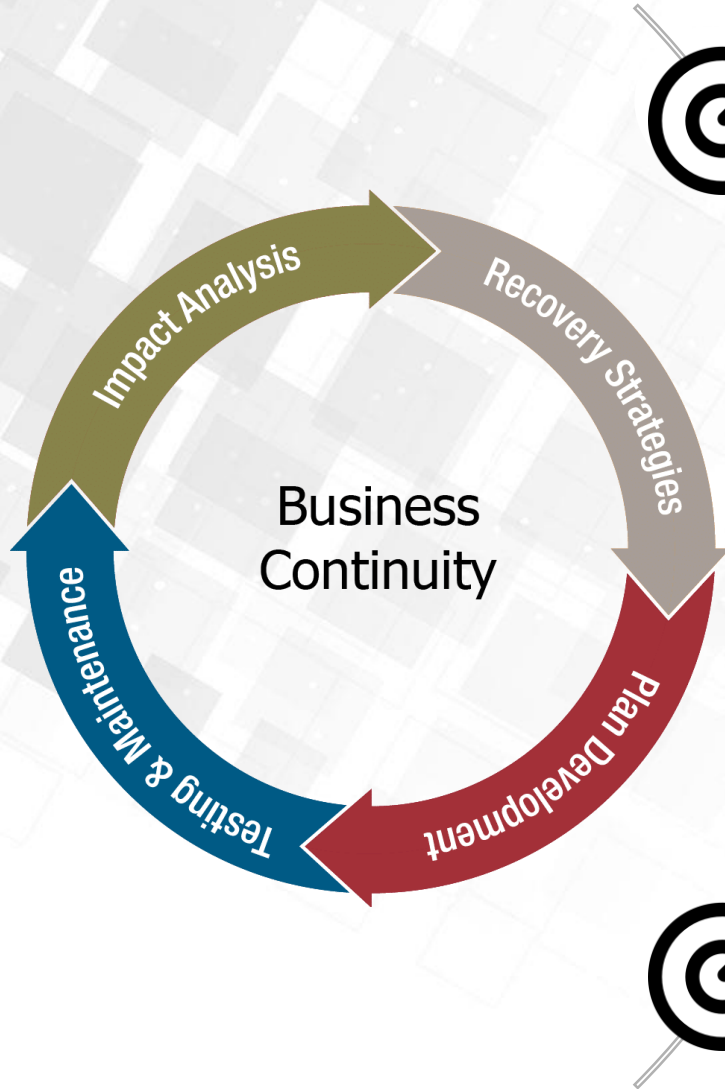 Impact Analysis
Recovery Strategies
Business
Continuity
Plan Development
Testing & Maintenance